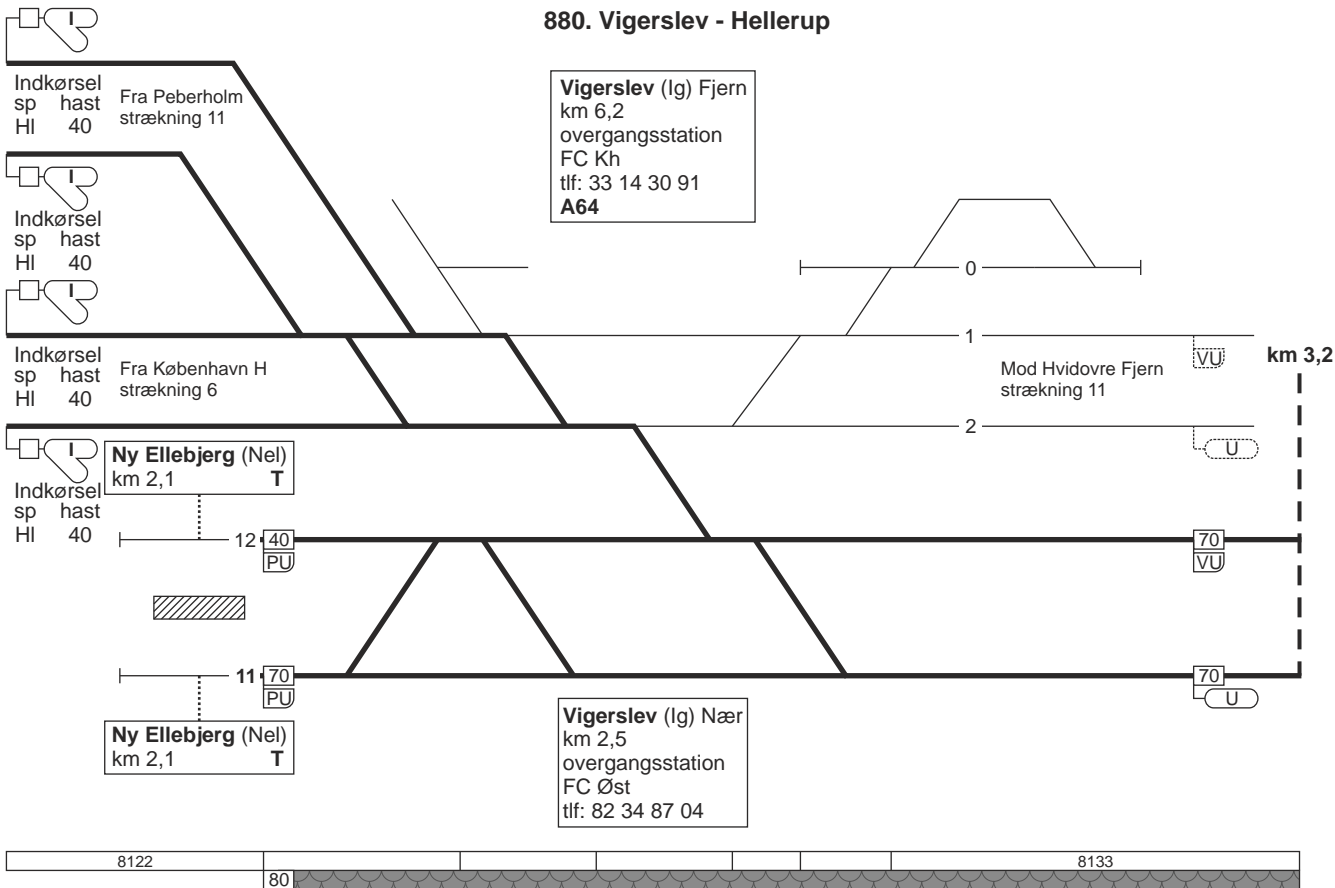 880. Vigerslev - Hellerup
I
Indkørsel
sp hast
Hl 40
Fra Peberholm
strækning 11
Vigerslev (Ig) Fjern
km 6,2
overgangsstation
FC Kh
tlf: 33 14 30 91
A64
I
Indkørsel
sp hast
Hl 40
0
I
1
Indkørsel
sp hast
Hl 40
Fra København H
strækning 6
Mod Hvidovre Fjern
strækning 11
VU
km 3,2
2
I
U
Indkørsel
sp hast
Hl 40
Ny Ellebjerg (Nel)
km 2,1 T
12 40
PU
70
VU
11 70
PU
70
U
Ny Ellebjerg (Nel)
km 2,1 T
Vigerslev (Ig) Nær
km 2,5
overgangsstation
FC Øst
tlf: 82 34 87 04
8122 8133
80